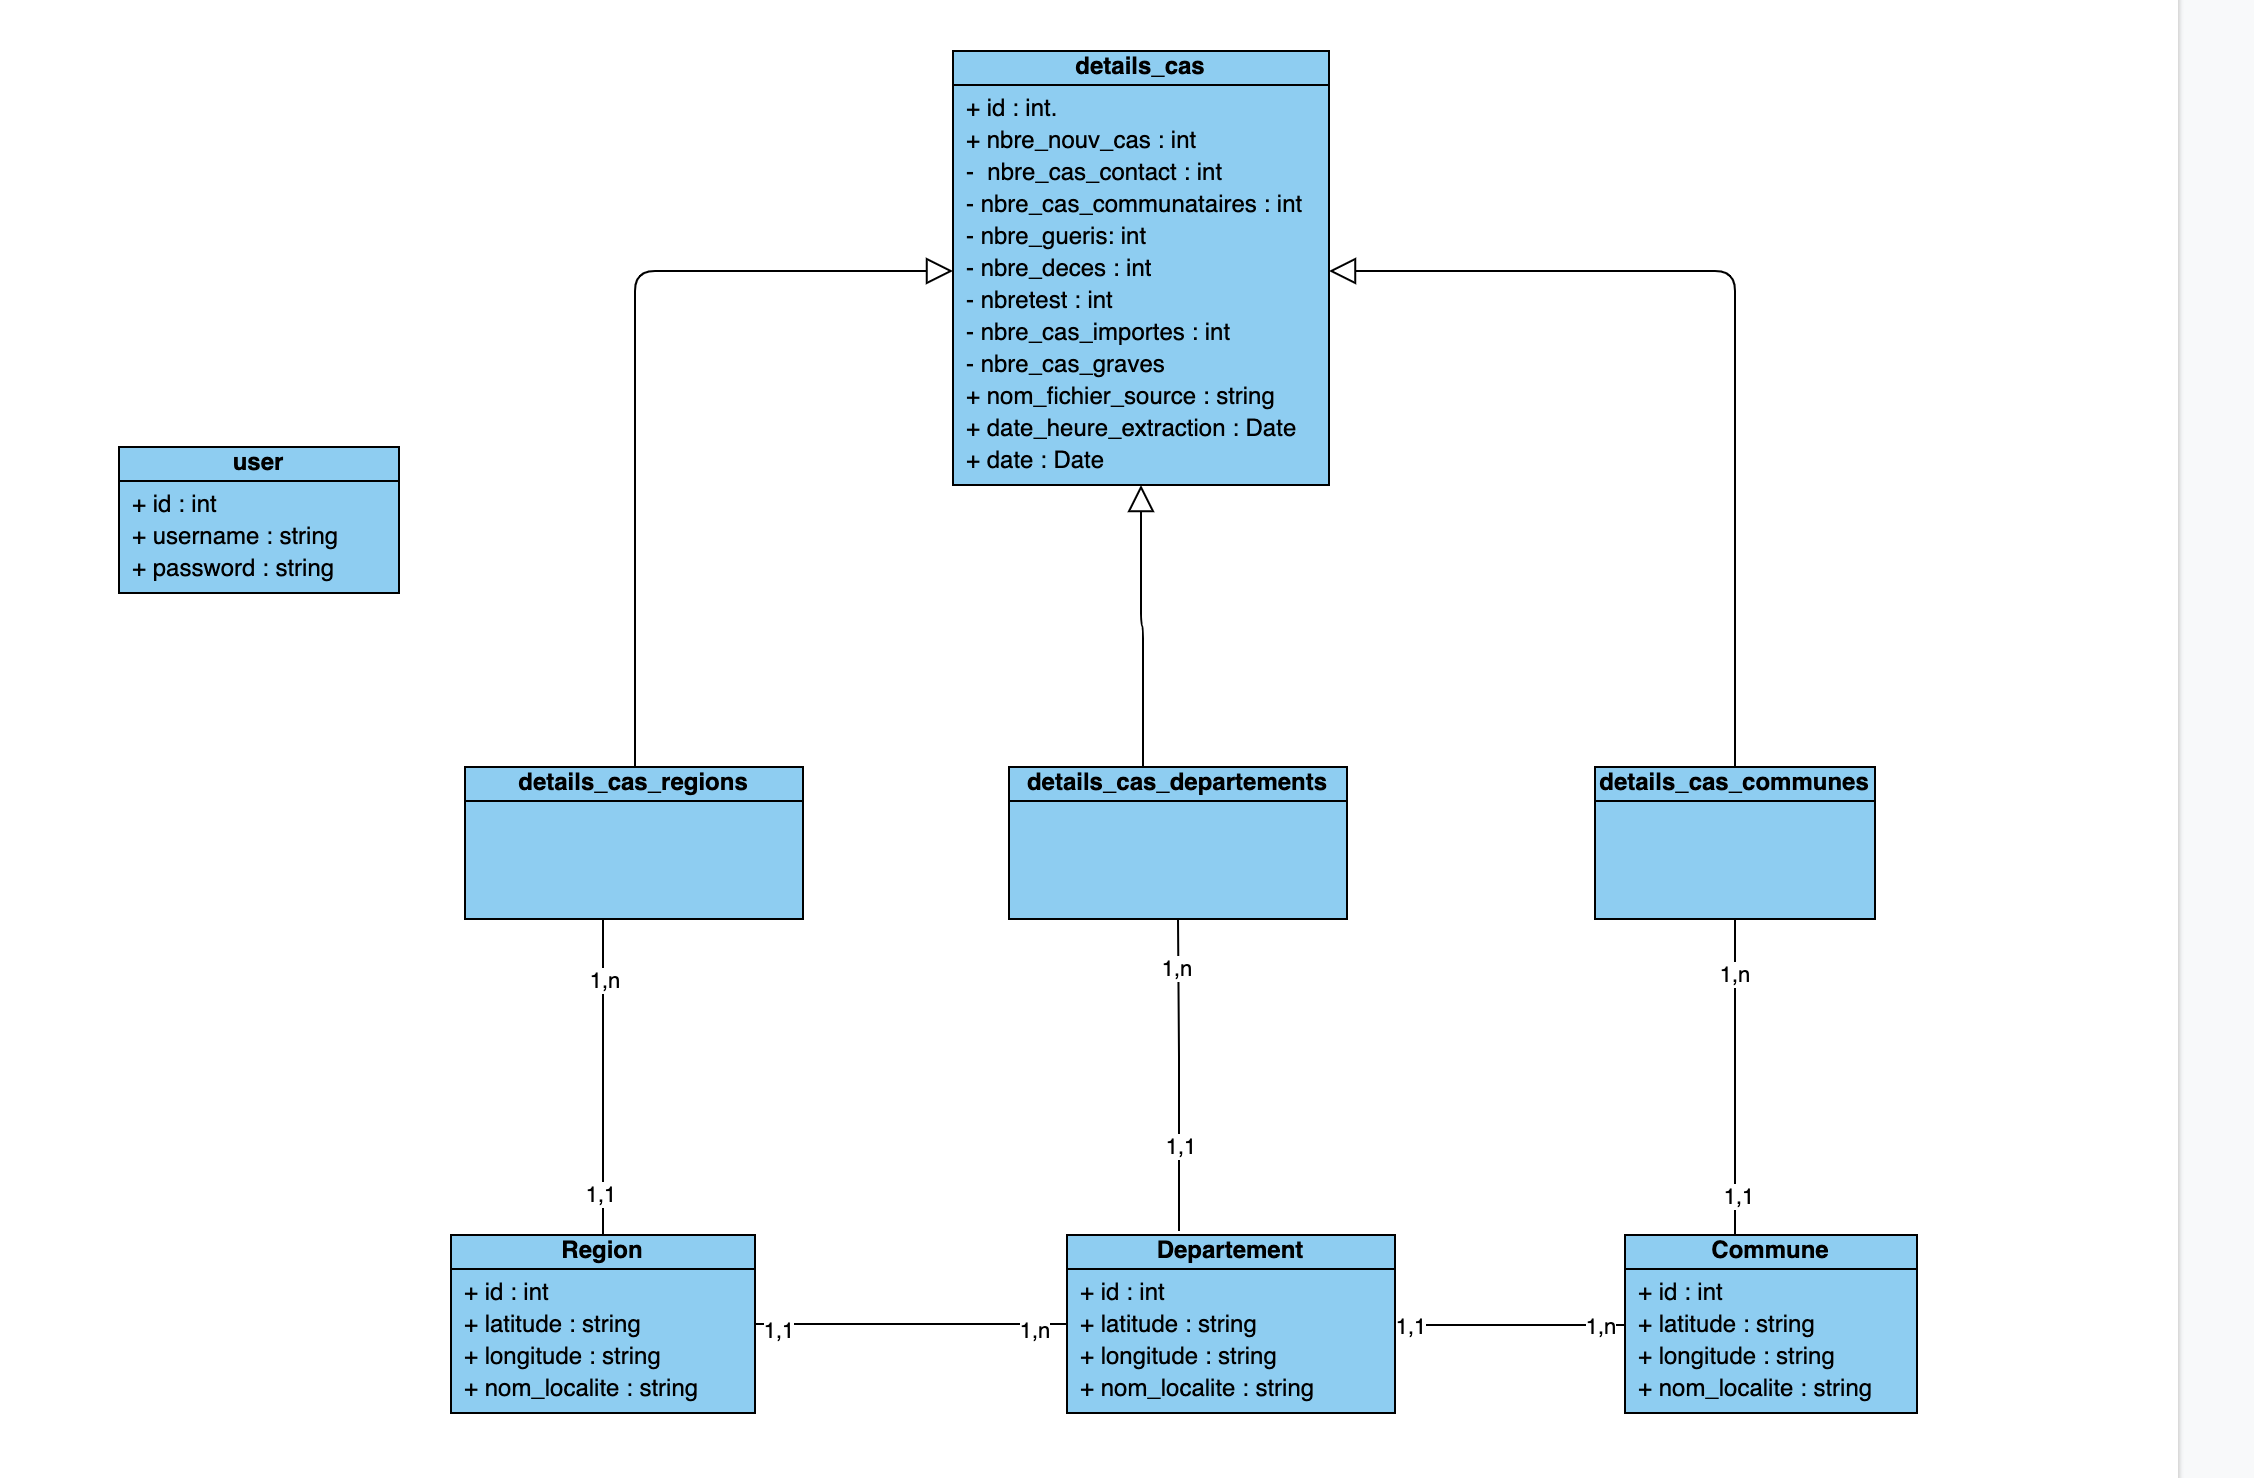 details_cas
+ id : int.
+ nbre_nouv_cas : int
-  nbre_cas_contact : int
- nbre_cas_communataires : int
- nbre_gueris: int
- nbre_deces : int
- nbretest : int
- nbre_cas_importes : int
- nbre_cas_graves
+ nom_fichier_source : string
+ date_heure_extraction : Date
+ date : Date
user
+ id : int
+ username : string
+ password : string
details_cas_regions
details_cas_departements
details_cas_communes
1,n
1,n
1,n
1,1
1,1
1,1
Region
+ id : int
+ latitude : string
+ longitude : string
+ nom_localite : string
1,1
1,n
Departement
+ id : int
+ latitude : string
+ longitude : string
+ nom_localite : string
1,1
1,n
Commune
+ id : int
+ latitude : string
+ longitude : string
+ nom_localite : string